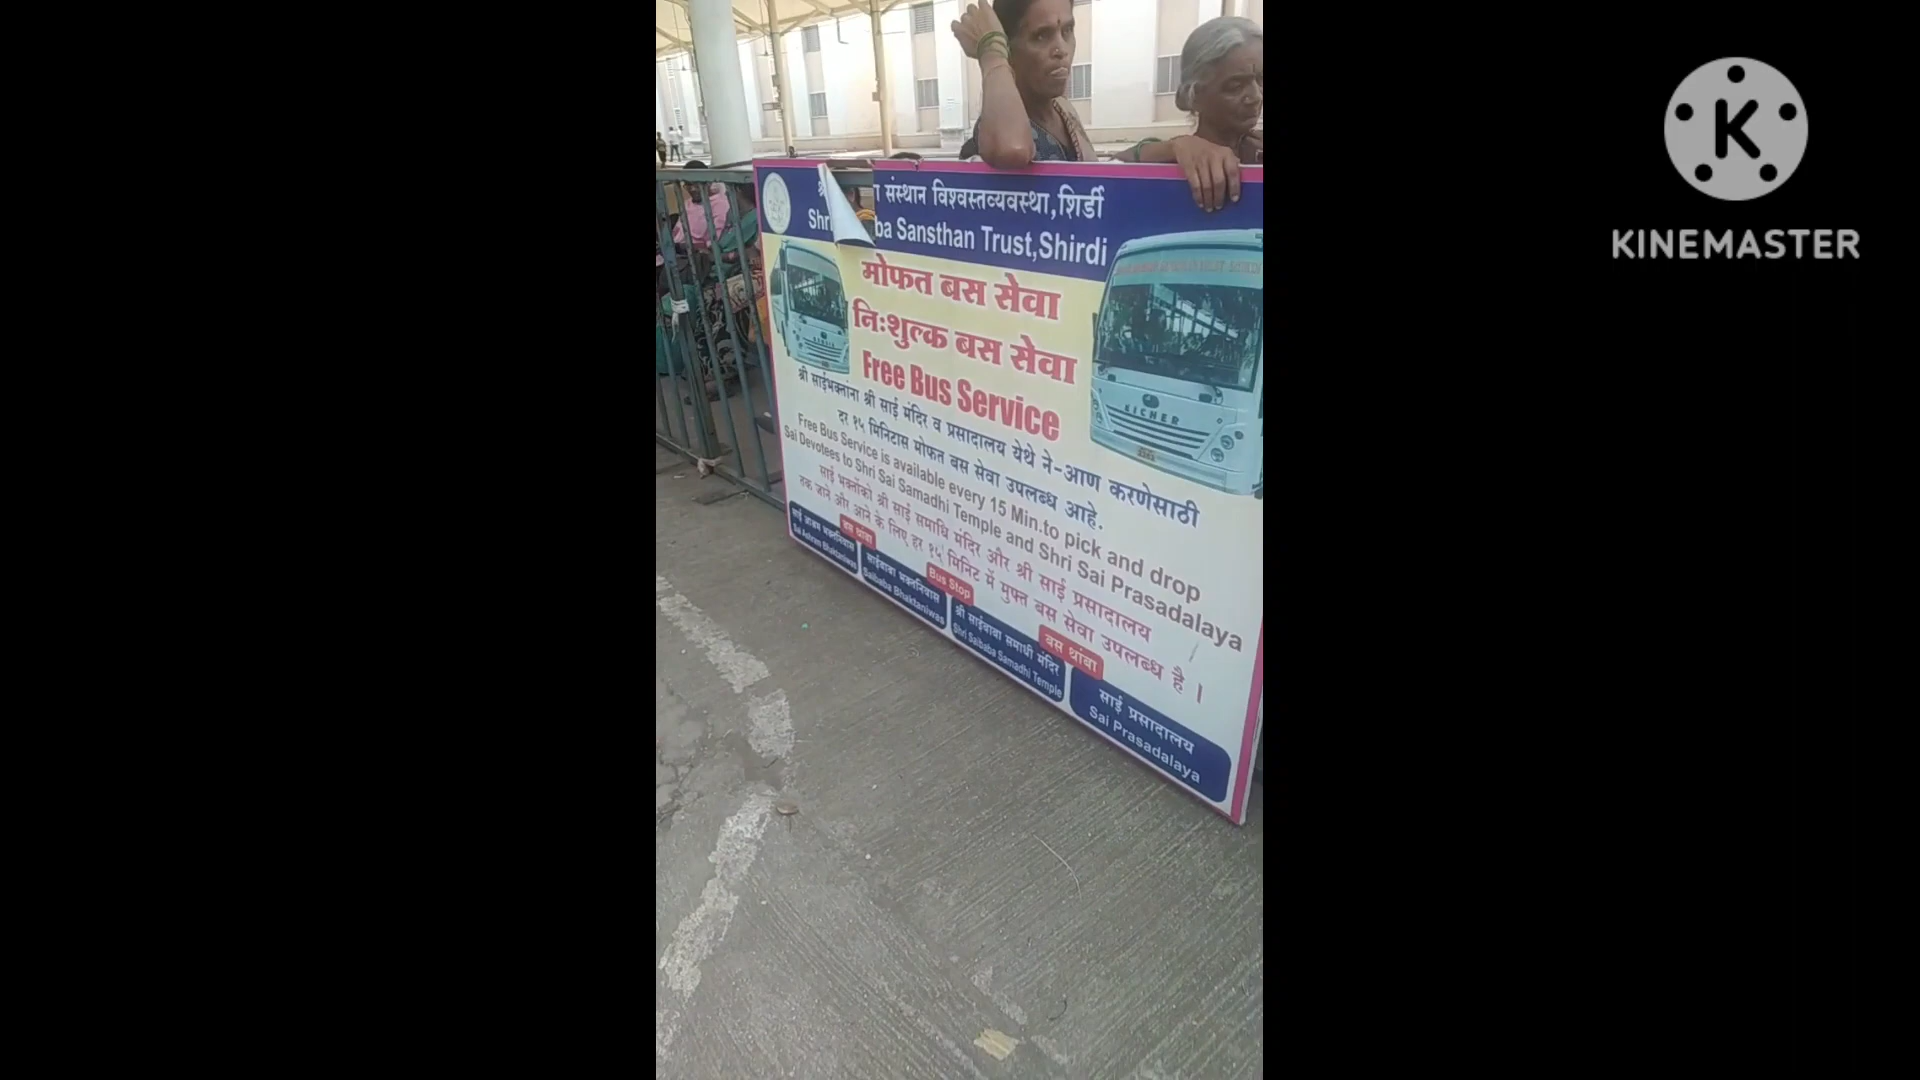 संस्थान विश्वस्तव्यवस्था,शिर्डी
Sansthan Trust,Shirdi
मोफत बस सेवा
निःशुल्क बस सेवा
Free Bus Service
श्री साईभक्तांना श्री साई मंदिर व प्रसादालय येथे ने-आण करणेसाठी
दर १५ मिनिटास मोफत बस सेवा उपलब्ध आहे.
Free Bus Service is available every 15 Min.to pick and drop
Sai Devotees to Shri Sai Samadhi Temple and Shri Sai Prasadalaya
साई भक्तोंको श्री साई समाधि मंदिर और श्री साई प्रसादालय
तक जाने और आने के लिए हर १५ मिनिट में मुफ्त बस सेवा उपलब्ध है ।
बस थांबा
Bus Stop
बस थांबा
साई आश्रम भक्तनिवास
Sai Ashram Bhaktaniwas
साईबाबा भक्तनिवास
Saibaba Bhaktaniwas
श्री साईबाबा समाधी मंदिर
Shri Saibaba Samadhi Temple
साई प्रसादालय
Sai Prasadalaya
EICHER
K
KINEMASTER